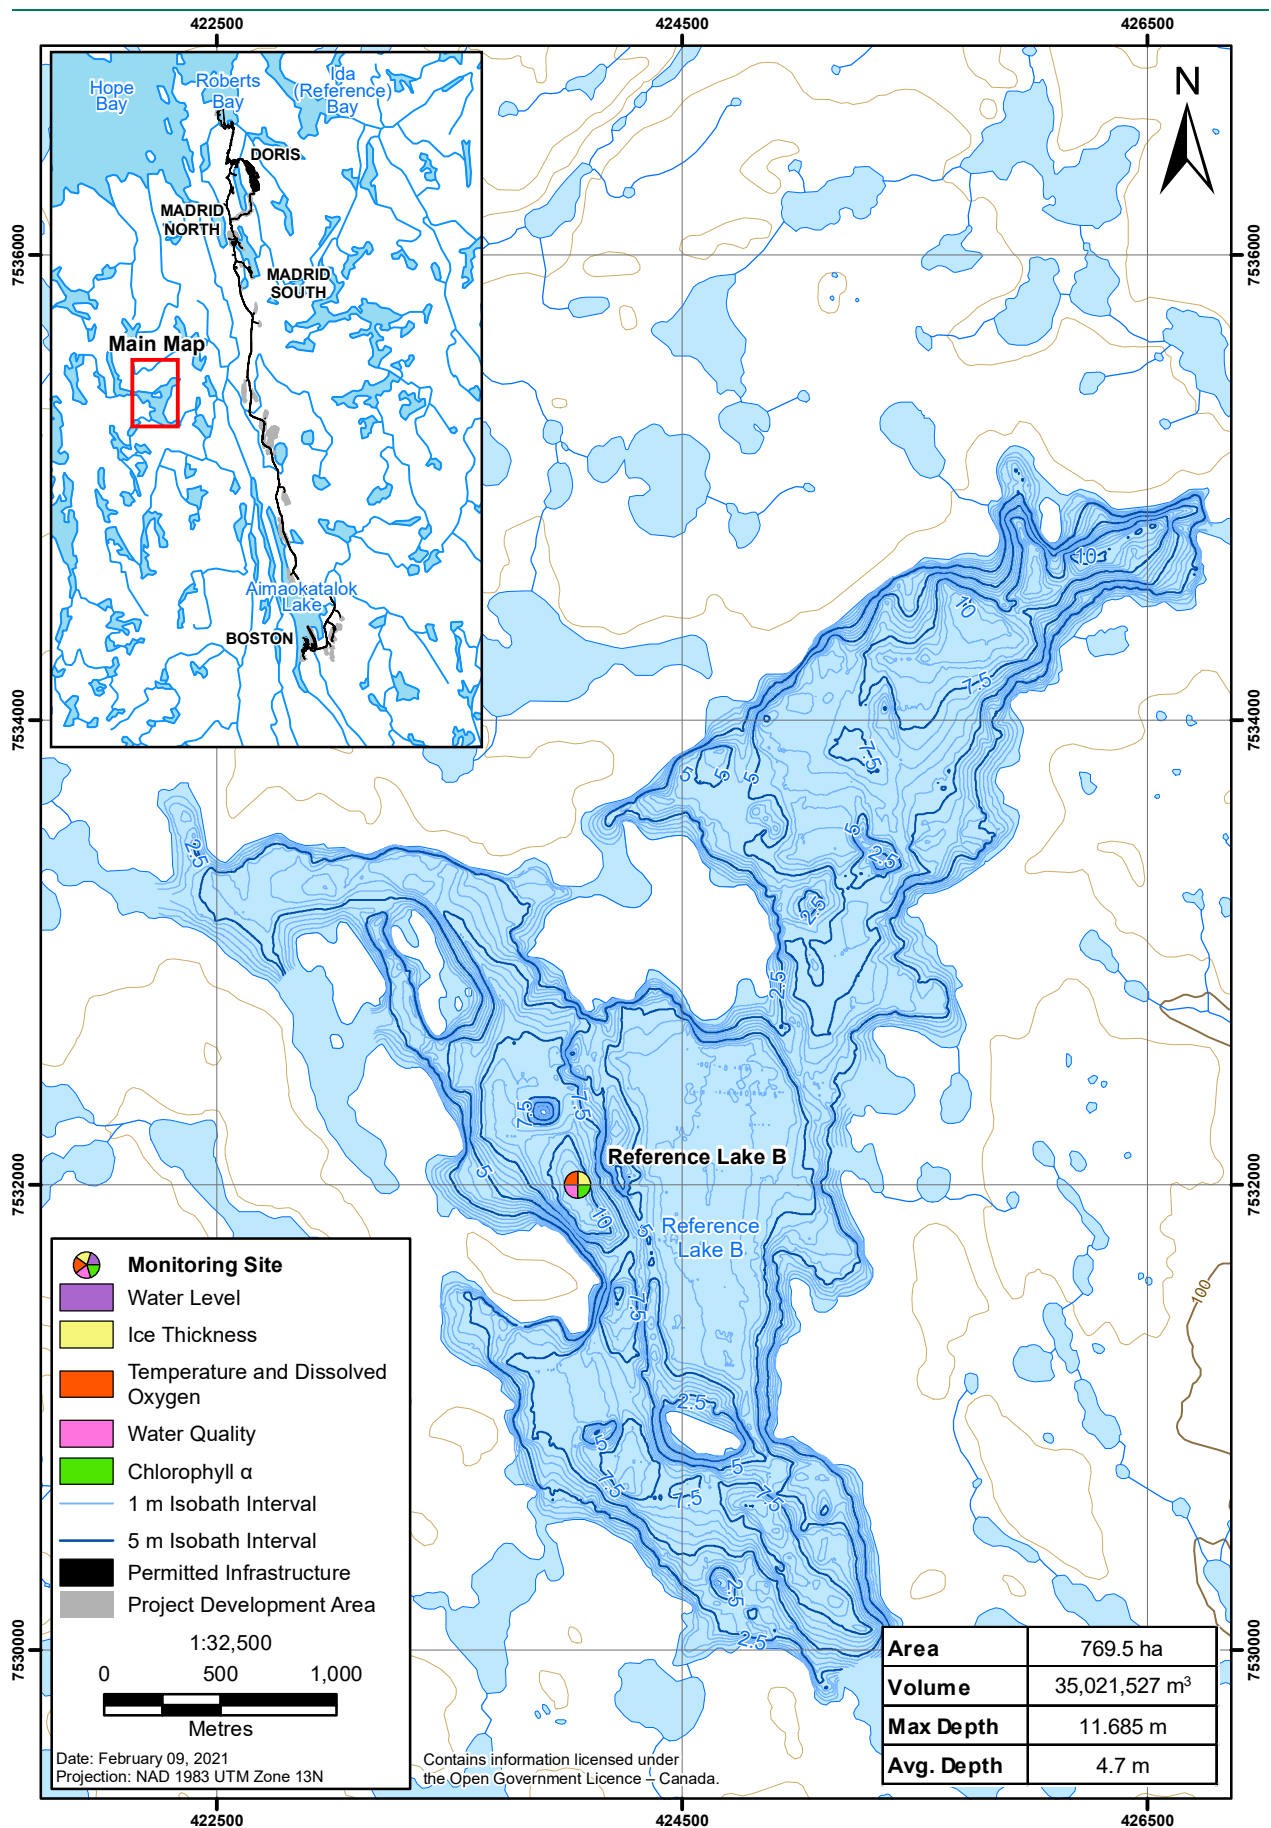 422500
424500
426500
Hope
Bay
Roberts
Bay
Ida
(Reference)
Bay
DORIS
MADRID
NORTH
MADRID
SOUTH
Main Map
Aimaokatalok
Lake
BOSTON
N
7536000
7536000
7534000
7534000
7532000
7532000
7530000
7530000
10
10
7.5
7.5
5
5
5
5
2.5
2.5
2.5
2.5
7.5
7.5
5
10
5
7.5
2.5
5
7.5
5
7.5
7.5
2.5
2.5
100
Reference Lake B
Reference
Lake B
Monitoring Site
Water Level
Ice Thickness
Temperature and Dissolved
Oxygen
Water Quality
Chlorophyll α
1 m Isobath Interval
5 m Isobath Interval
Permitted Infrastructure
Project Development Area
1:32,500
0 500 1,000
Metres
Date: February 09, 2021
Projection: NAD 1983 UTM Zone 13N
Contains information licensed under
the Open Government Licence – Canada.
Area 769.5 ha
Volume 35,021,527 m³
Max Depth 11.685 m
Avg. Depth 4.7 m
422500
424500
426500